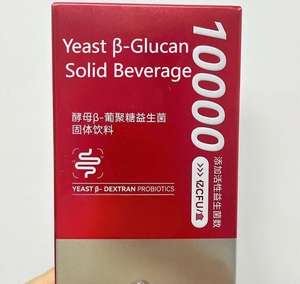 Yeast β-Glucan
Solid Beverage
酵母β-葡聚糖益生菌
固体饮料
YEAST β- DEXTRAN PROBIOTICS
10000
添加活性益生菌数
>>>> 亿CFU/盒